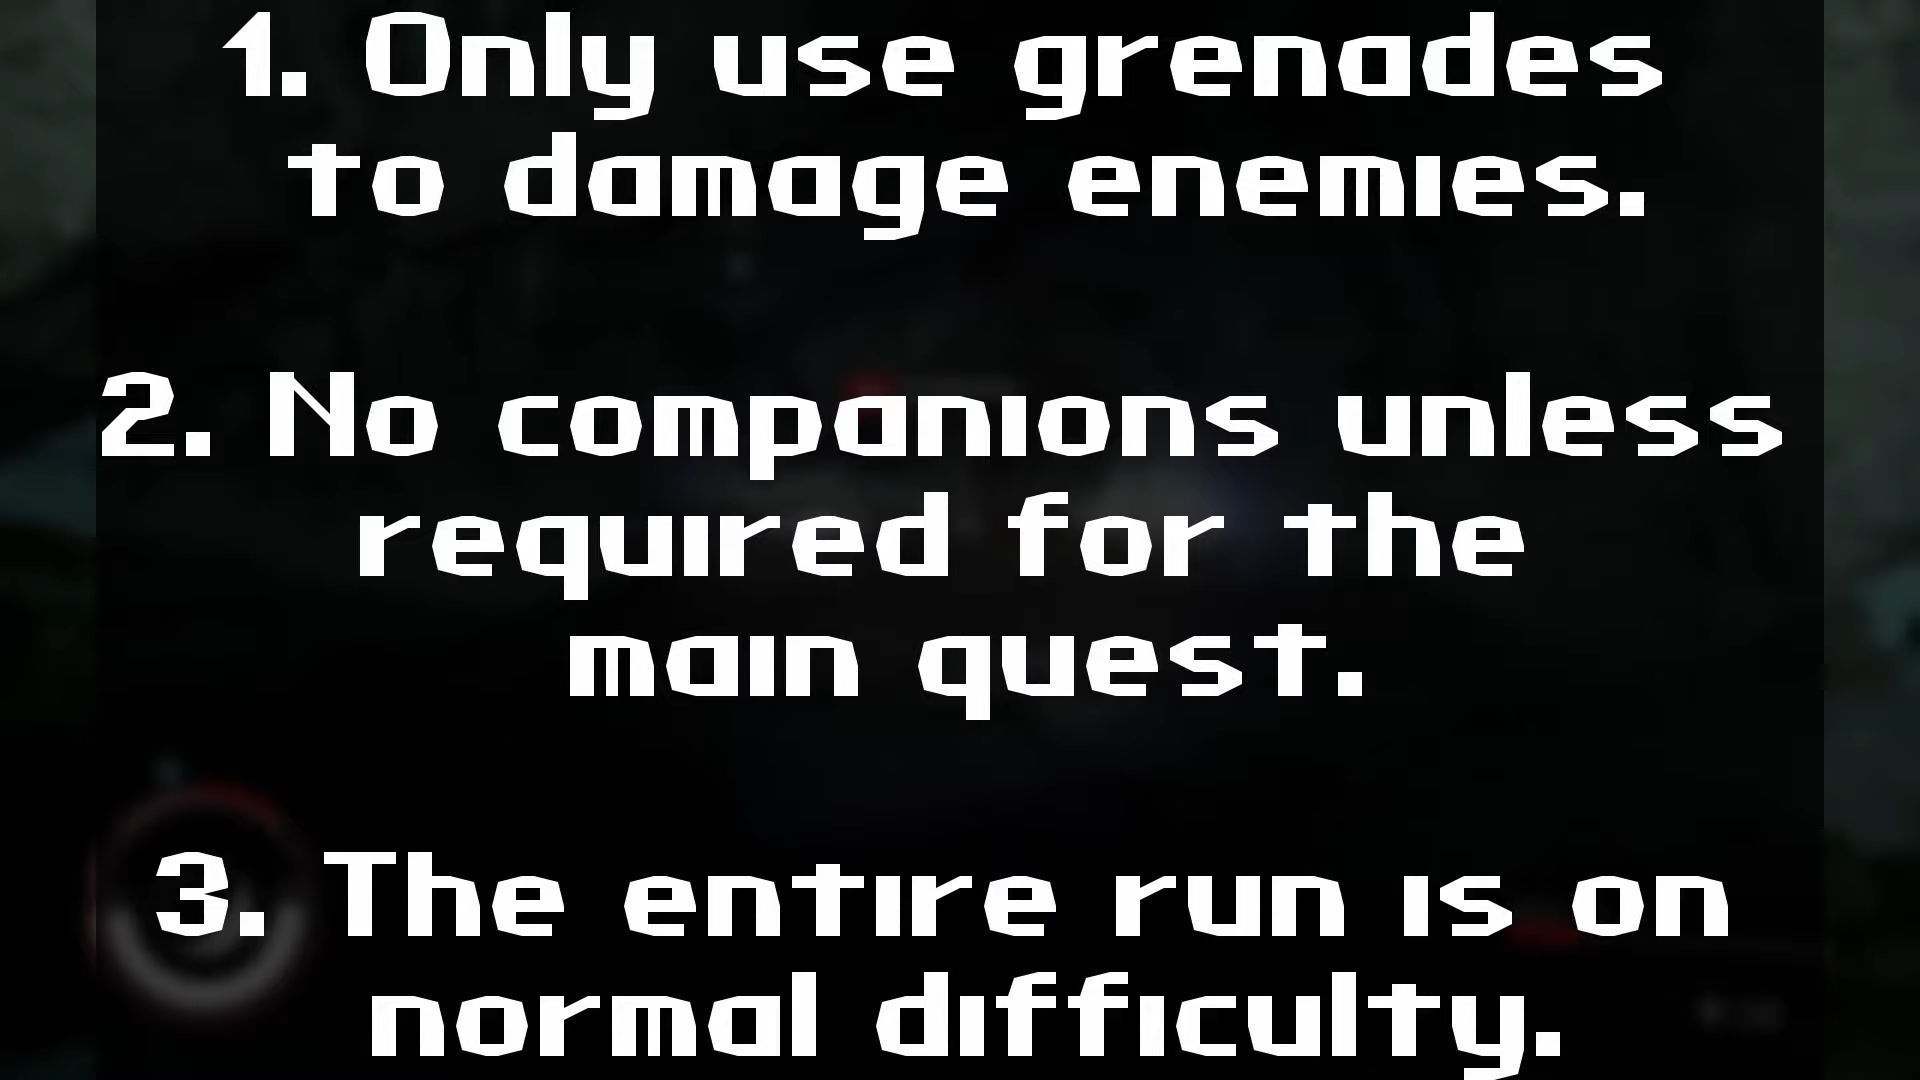 1. Only use grenades
to damage enemies.
2. No companions unless
required for the
main quest.
3. The entire run is on
normal difficulty.